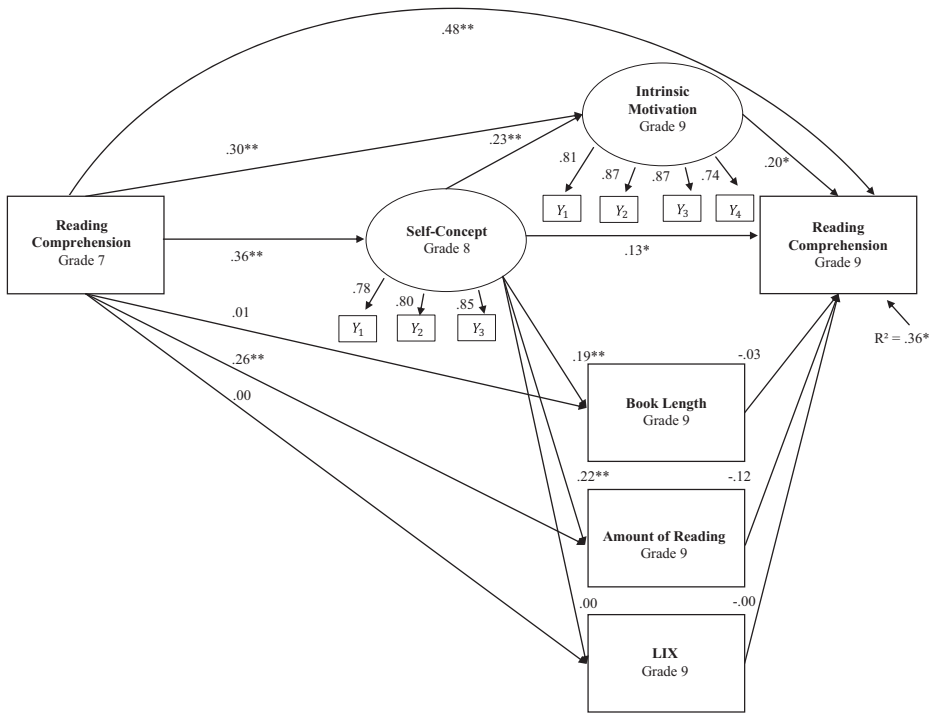 .48**
Intrinsic
Motivation
Grade 9
.30**
.23**
.81
.87
.87
.74
.20*
Y₁
Y₂
Y₃
Y₄
Reading
Comprehension
Grade 7
Self-Concept
Grade 8
Reading
Comprehension
Grade 9
.36**
.13*
.78
.80
.85
Y₁
Y₂
Y₃
.01
R² = .36*
.26**
.19**
-.03
.00
Book Length
Grade 9
.22**
-.12
Amount of Reading
Grade 9
.00
-.00
LIX
Grade 9